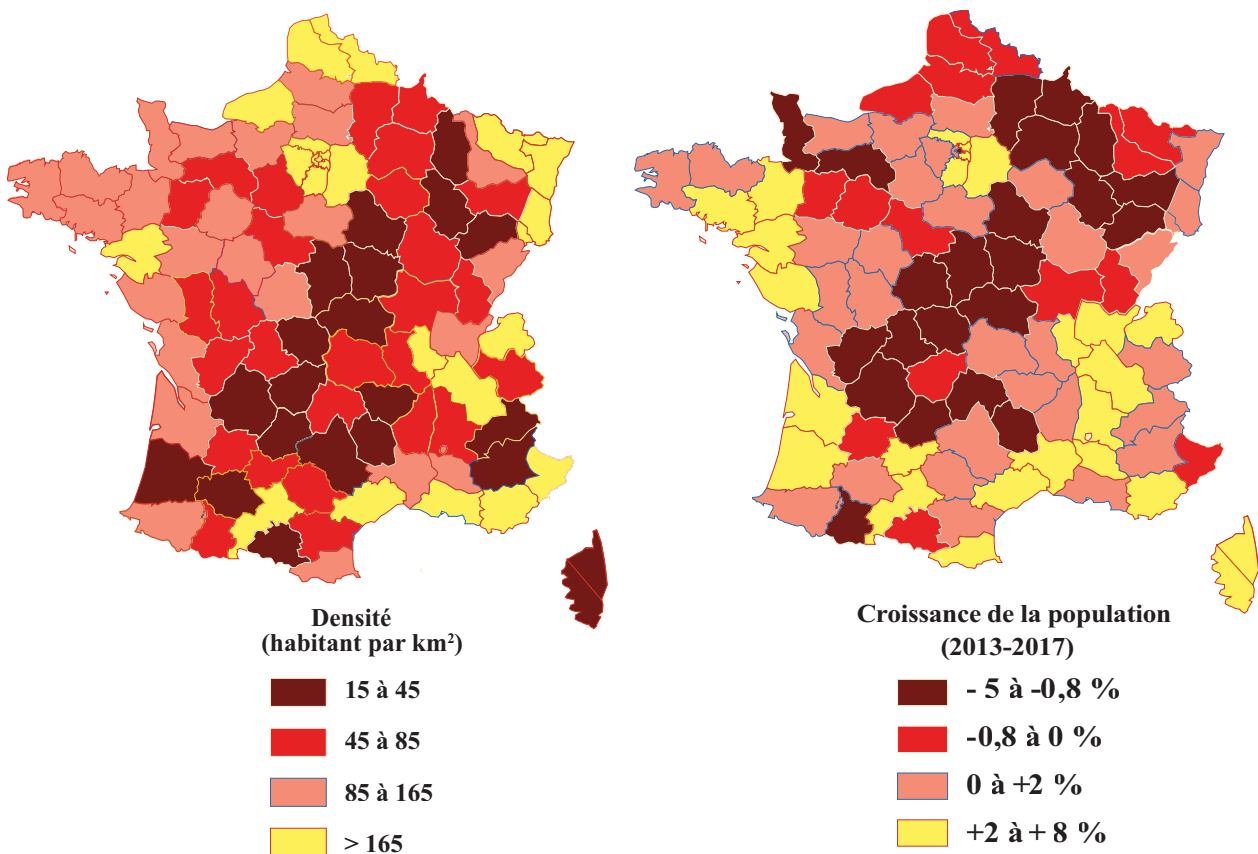 Densité
(habitant par km²)
15 à 45
45 à 85
85 à 165
> 165
Croissance de la population
(2013-2017)
- 5 à -0,8 %
-0,8 à 0 %
0 à +2 %
+2 à + 8 %